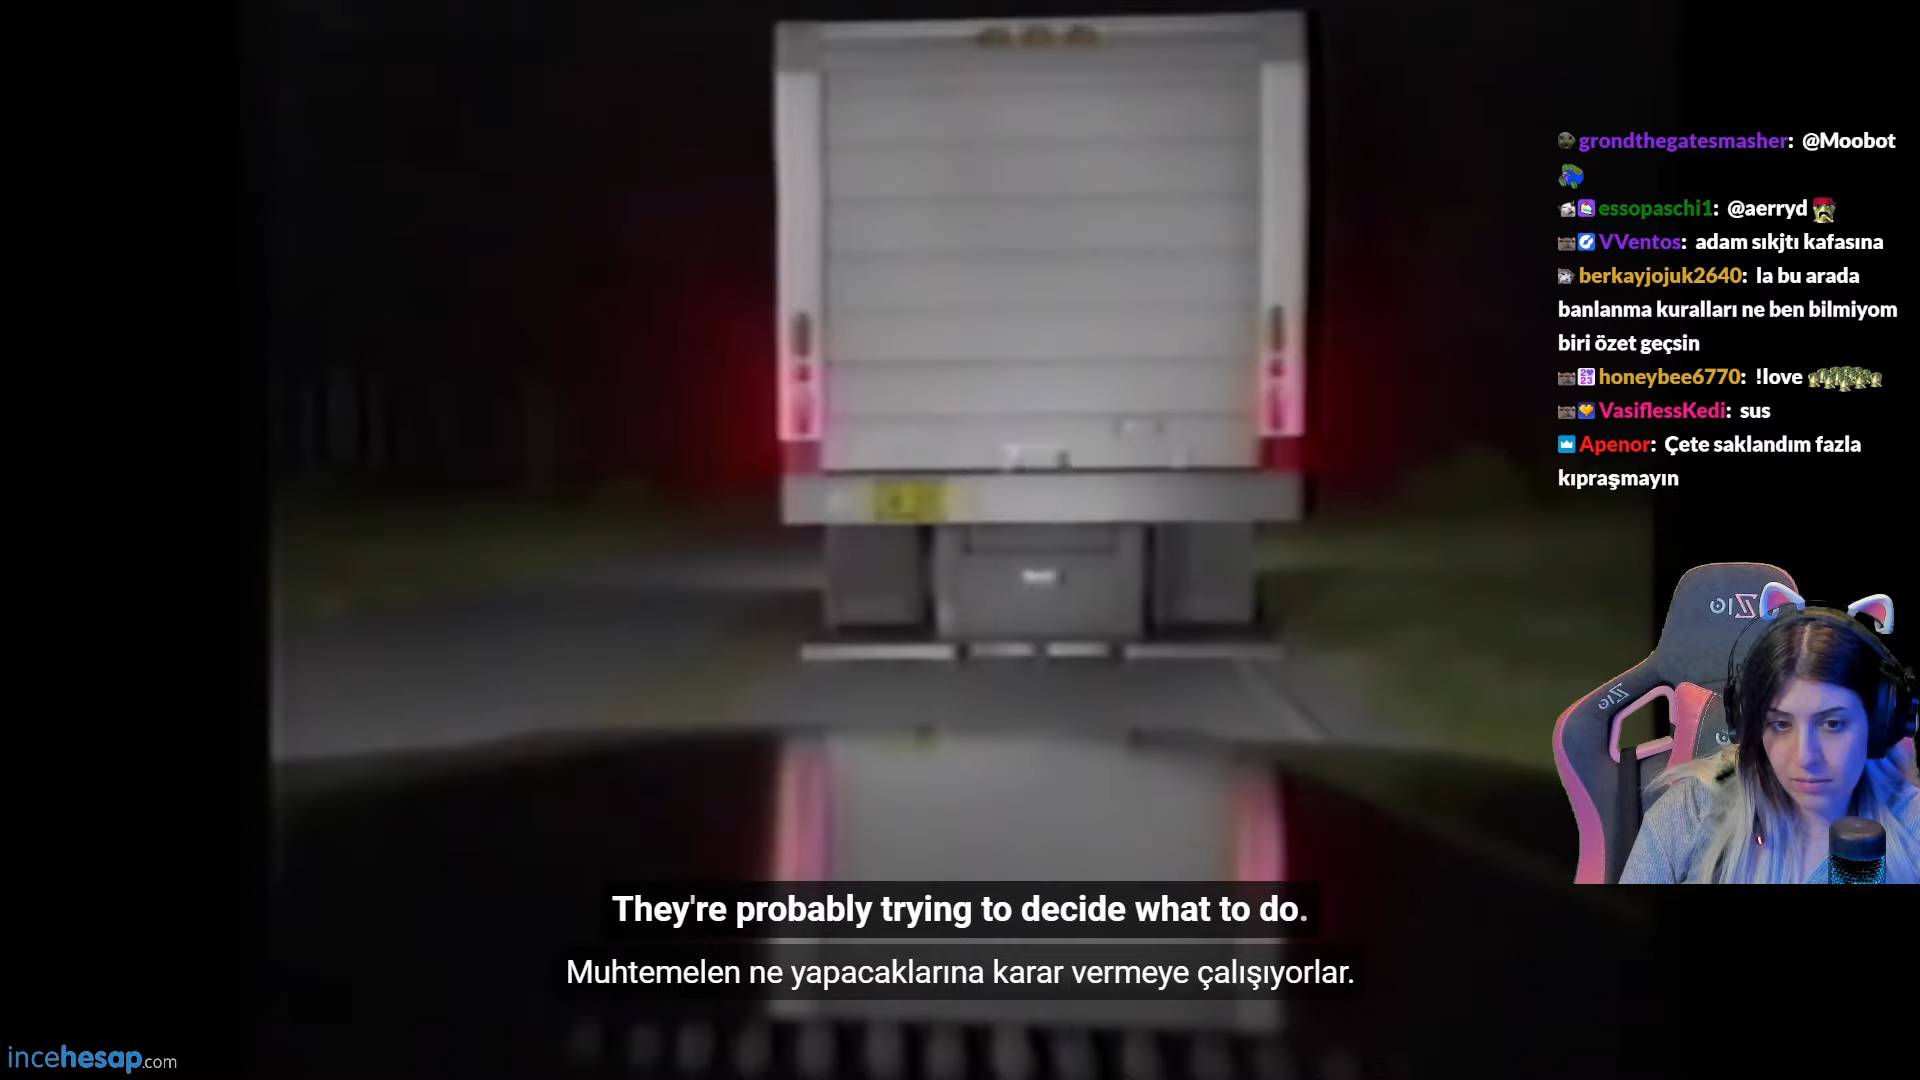 grondthegatesmasher: @Moobot
essopaschi1: @aerryd
VVentos: adam sıkjtı kafasına
berkayjojuk2640: la bu arada
banlanma kuralları ne ben bilmiyom
biri özet geçsin
honeybee6770: !love
VasiflessKedi: sus
Apenor: Çete saklandım fazla
kıpraşmayın
They're probably trying to decide what to do.
Muhtemelen ne yapacaklarına karar vermeye çalışıyorlar.
incehesap.com